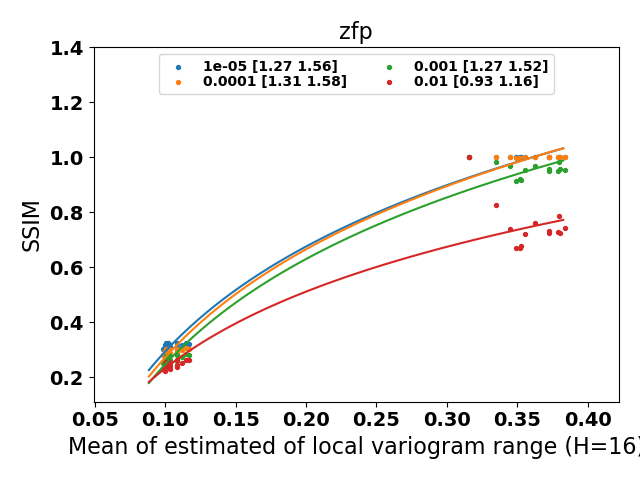 zfp
1e-05 [1.27 1.56]
0.0001 [1.31 1.58]
0.001 [1.27 1.52]
0.01 [0.93 1.16]
SSIM
1.4
1.2
1.0
0.8
0.6
0.4
0.2
0.05 0.10 0.15 0.20 0.25 0.30 0.35 0.40
Mean of estimated of local variogram range (H=16)